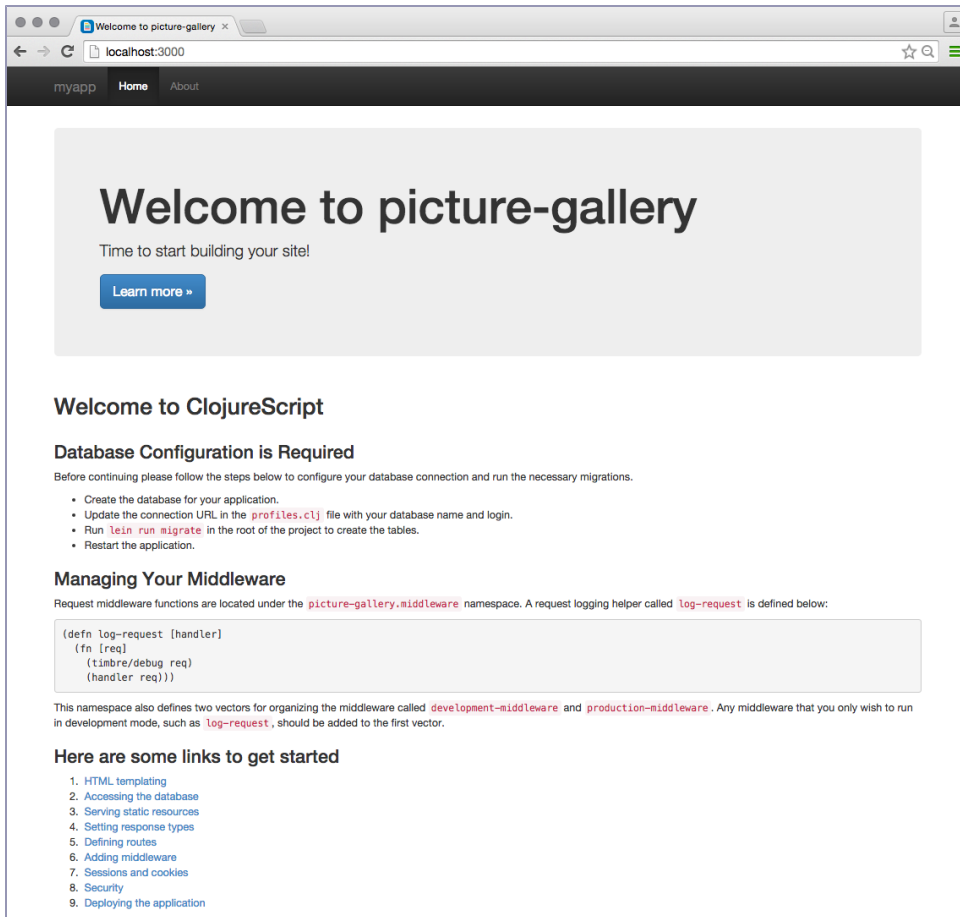 Welcome to picture-gallery ×
localhost:3000
myapp Home About
Welcome to picture-gallery
Time to start building your site!
Learn more »
Welcome to ClojureScript
Database Configuration is Required
Before continuing please follow the steps below to configure your database connection and run the necessary migrations.
• Create the database for your application.
• Update the connection URL in the profiles.clj file with your database name and login.
• Run lein run migrate in the root of the project to create the tables.
• Restart the application.
Managing Your Middleware
Request middleware functions are located under the picture-gallery.middleware namespace. A request logging helper called log-request is defined below:
(defn log-request [handler]
  (fn [req]
    (timbre/debug req)
    (handler req)))
This namespace also defines two vectors for organizing the middleware called development-middleware and production-middleware. Any middleware that you only wish to run
in development mode, such as log-request, should be added to the first vector.
Here are some links to get started
1. HTML templating
2. Accessing the database
3. Serving static resources
4. Setting response types
5. Defining routes
6. Adding middleware
7. Sessions and cookies
8. Security
9. Deploying the application